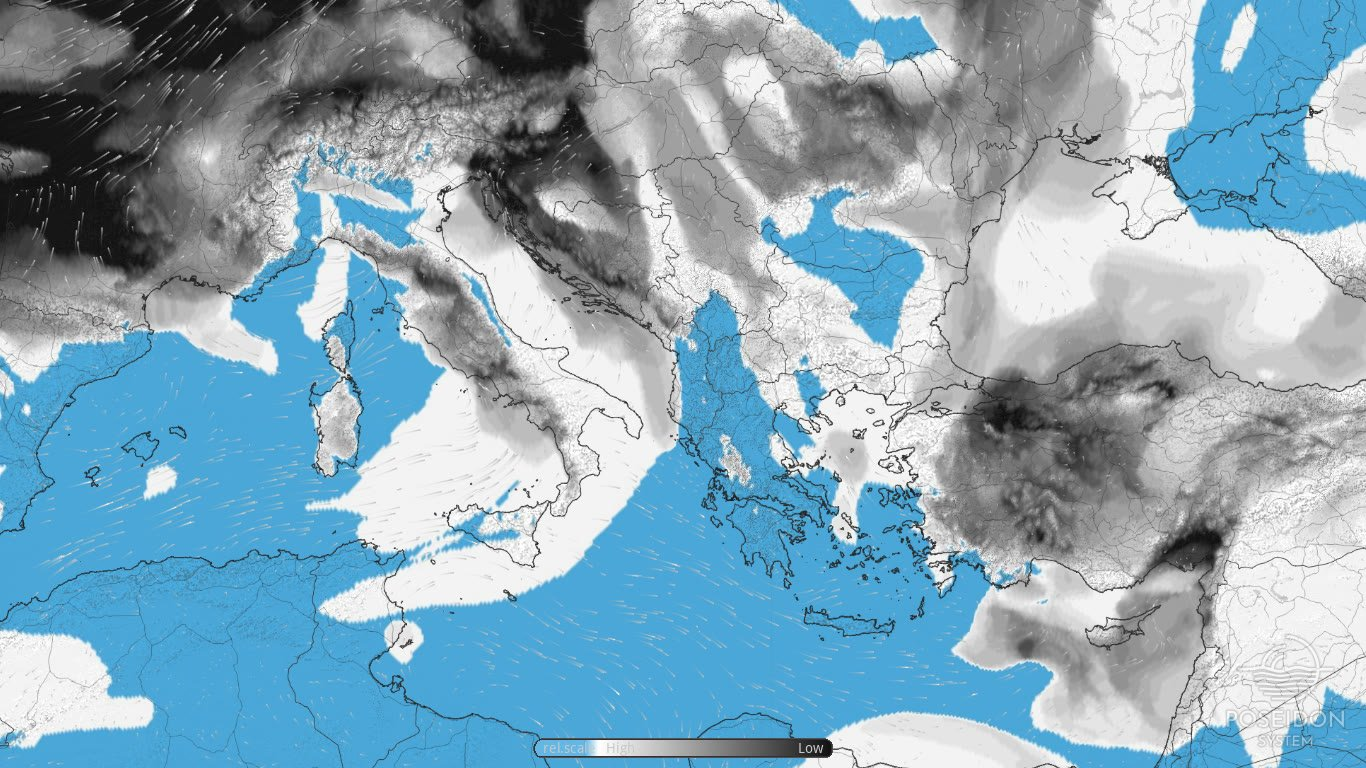 POSEIDON
SYSTEM
rel.scale High Low